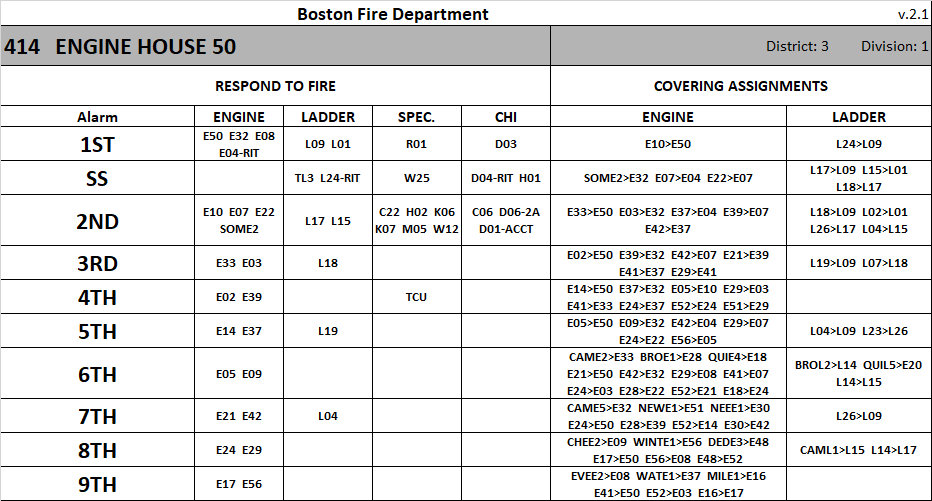 Boston Fire Department v.2.1
414 ENGINE HOUSE 50 District: 3 Division: 1
RESPOND TO FIRE COVERING ASSIGNMENTS
Alarm ENGINE LADDER SPEC. CHI ENGINE LADDER
1ST
E50 E32 E08
E04-RIT
L09 L01
R01
D03
E10>E50
L24>L09
SS
TL3 L24-RIT
W25
D04-RIT H01
SOME2>E32 E07>E04 E22>E07
L17>L09 L15>L01
L18>L17
2ND
E10 E07 E22
SOME2
L17 L15
C22 H02 K06
K07 M05 W12
C06 D06-2A
D01-ACCT
E33>E50 E03>E32 E37>E04 E39>E07
E42>E37
L18>L09 L02>L01
L26>L17 L04>L15
3RD
E33 E03
L18
E02>E50 E39>E32 E42>E07 E21>E39
E41>E37 E29>E41
L19>L09 L07>L18
4TH
E02 E39
TCU
E14>E50 E37>E32 E05>E10 E29>E03
E41>E33 E24>E37 E52>E24 E51>E29
5TH
E14 E37
L19
E05>E50 E09>E32 E42>E04 E29>E07
E24>E22 E56>E05
L04>L09 L23>L26
6TH
E05 E09
CAME2>E33 BROE1>E28 QUIE4>E18
E21>E50 E42>E32 E29>E08 E41>E07
E24>E03 E28>E22 E52>E21 E18>E24
BROL2>L14 QUIL5>E20
L14>L15
7TH
E21 E42
L04
CAME5>E32 NEWE1>E51 NEEE1>E30
E24>E50 E28>E39 E52>E14 E30>E42
L26>L09
8TH
E24 E29
CHEE2>E09 WINTE1>E56 DEDE3>E48
E17>E50 E56>E08 E48>E52
CAML1>L15 L14>L17
9TH
E17 E56
EVEE2>E08 WATE1>E37 MILE1>E16
E41>E50 E52>E03 E16>E17